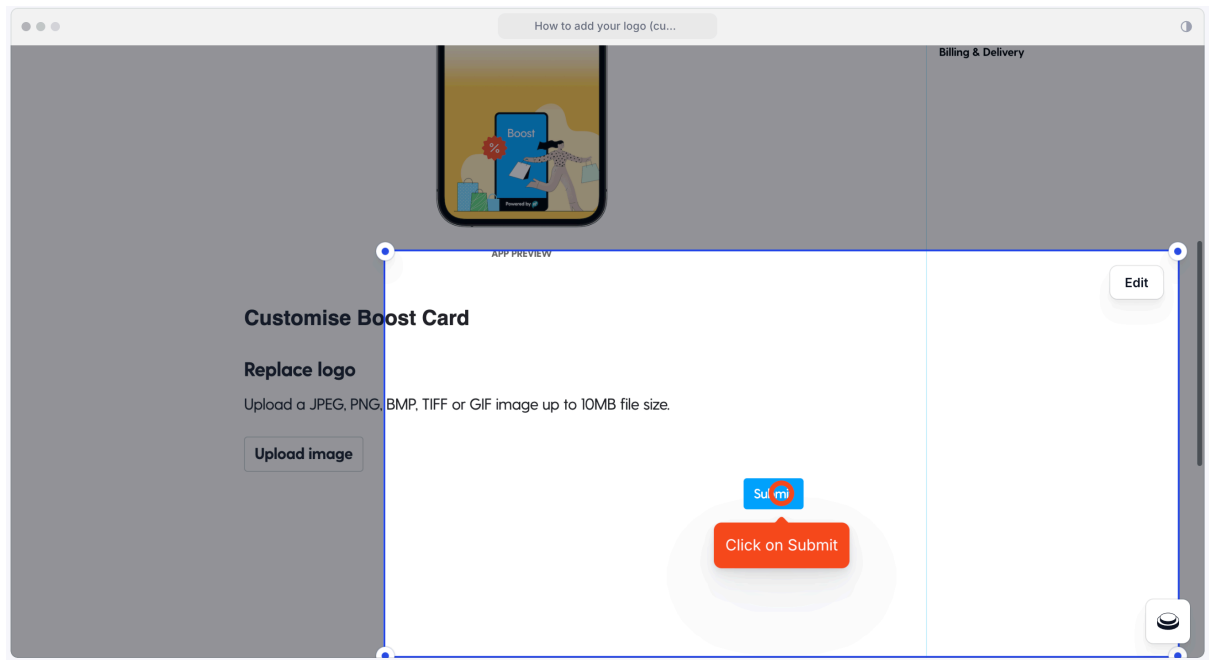 How to add your logo (cu...
Billing & Delivery
Boost
%
Powered by
APP PREVIEW
Edit
Customise Boost Card
Replace logo
Upload a JPEG, PNG, BMP, TIFF or GIF image up to 10MB file size.
Upload image
Submi
Click on Submit